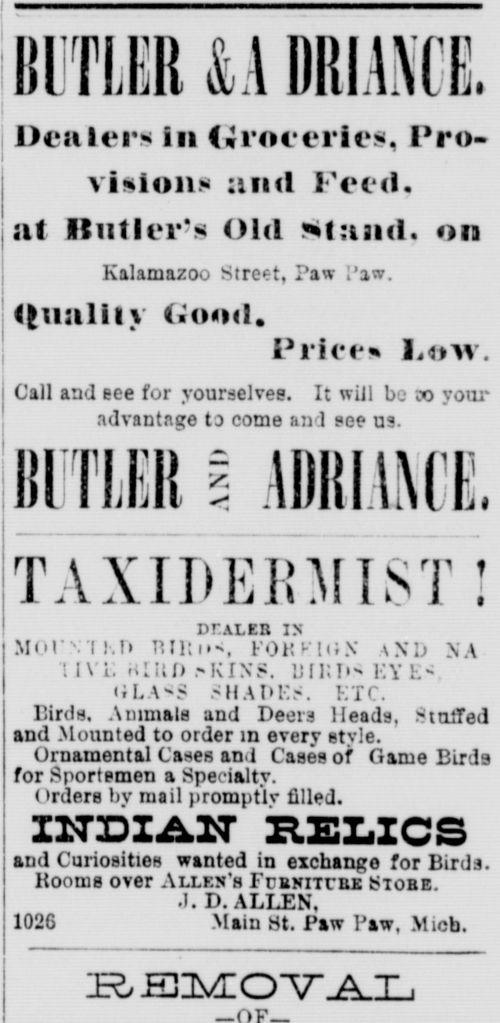 BUTLER & ADRIANCE.
Dealers in Groceries, Pro-
visions and Feed,
at Butler's Old Stand, on
Kalamazoo Street, Paw Paw.
Quality Good.
Prices Low.
Call and see for yourselves. It will be to your
advantage to come and see us.
BUTLER AND ADRIANCE.
TAXIDERMIST!
DEALER IN
MOUNTED BIRDS, FOREIGN AND NA
TIVE BIRD SKINS, BIRDS EYES,
GLASS SHADES, ETC.
Birds, Animals and Deers Heads, Stuffed
and Mounted to order in every style.
Ornamental Cases and Cases of Game Birds
for Sportsmen a Specialty.
Orders by mail promptly filled.
INDIAN RELICS
and Curiosities wanted in exchange for Birds.
Rooms over ALLEN'S FURNITURE STORE.
J. D. ALLEN,
1026 Main St. Paw Paw, Mich.
REMOVAL
—OF—